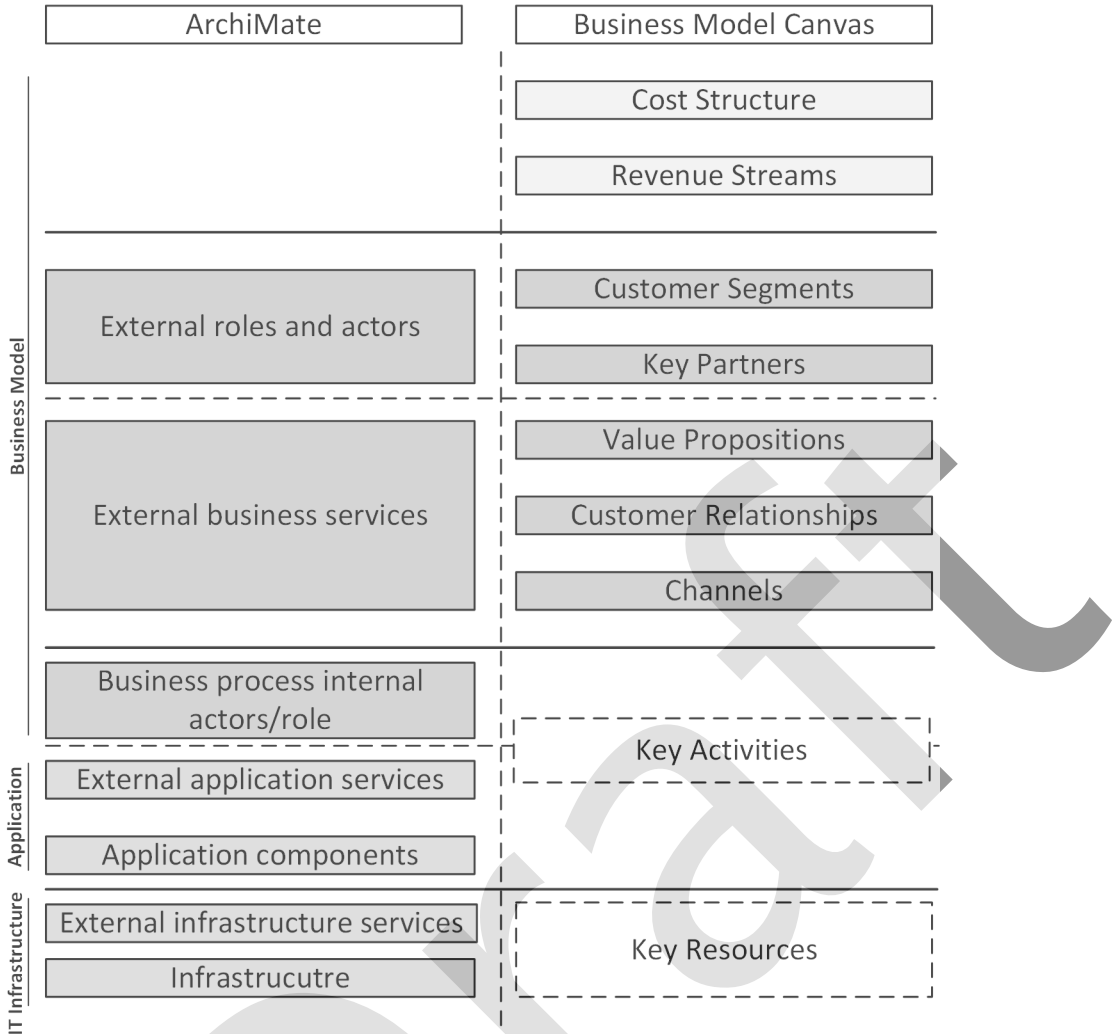 ArchiMate
Business Model Canvas
Cost Structure
Revenue Streams
Business Model
External roles and actors
Customer Segments
Key Partners
External business services
Value Propositions
Customer Relationships
Channels
Business process internal
actors/role
Key Activities
Application
External application services
Application components
IT Infrastructure
External infrastructure services
Infrastrucutre
Key Resources
raft